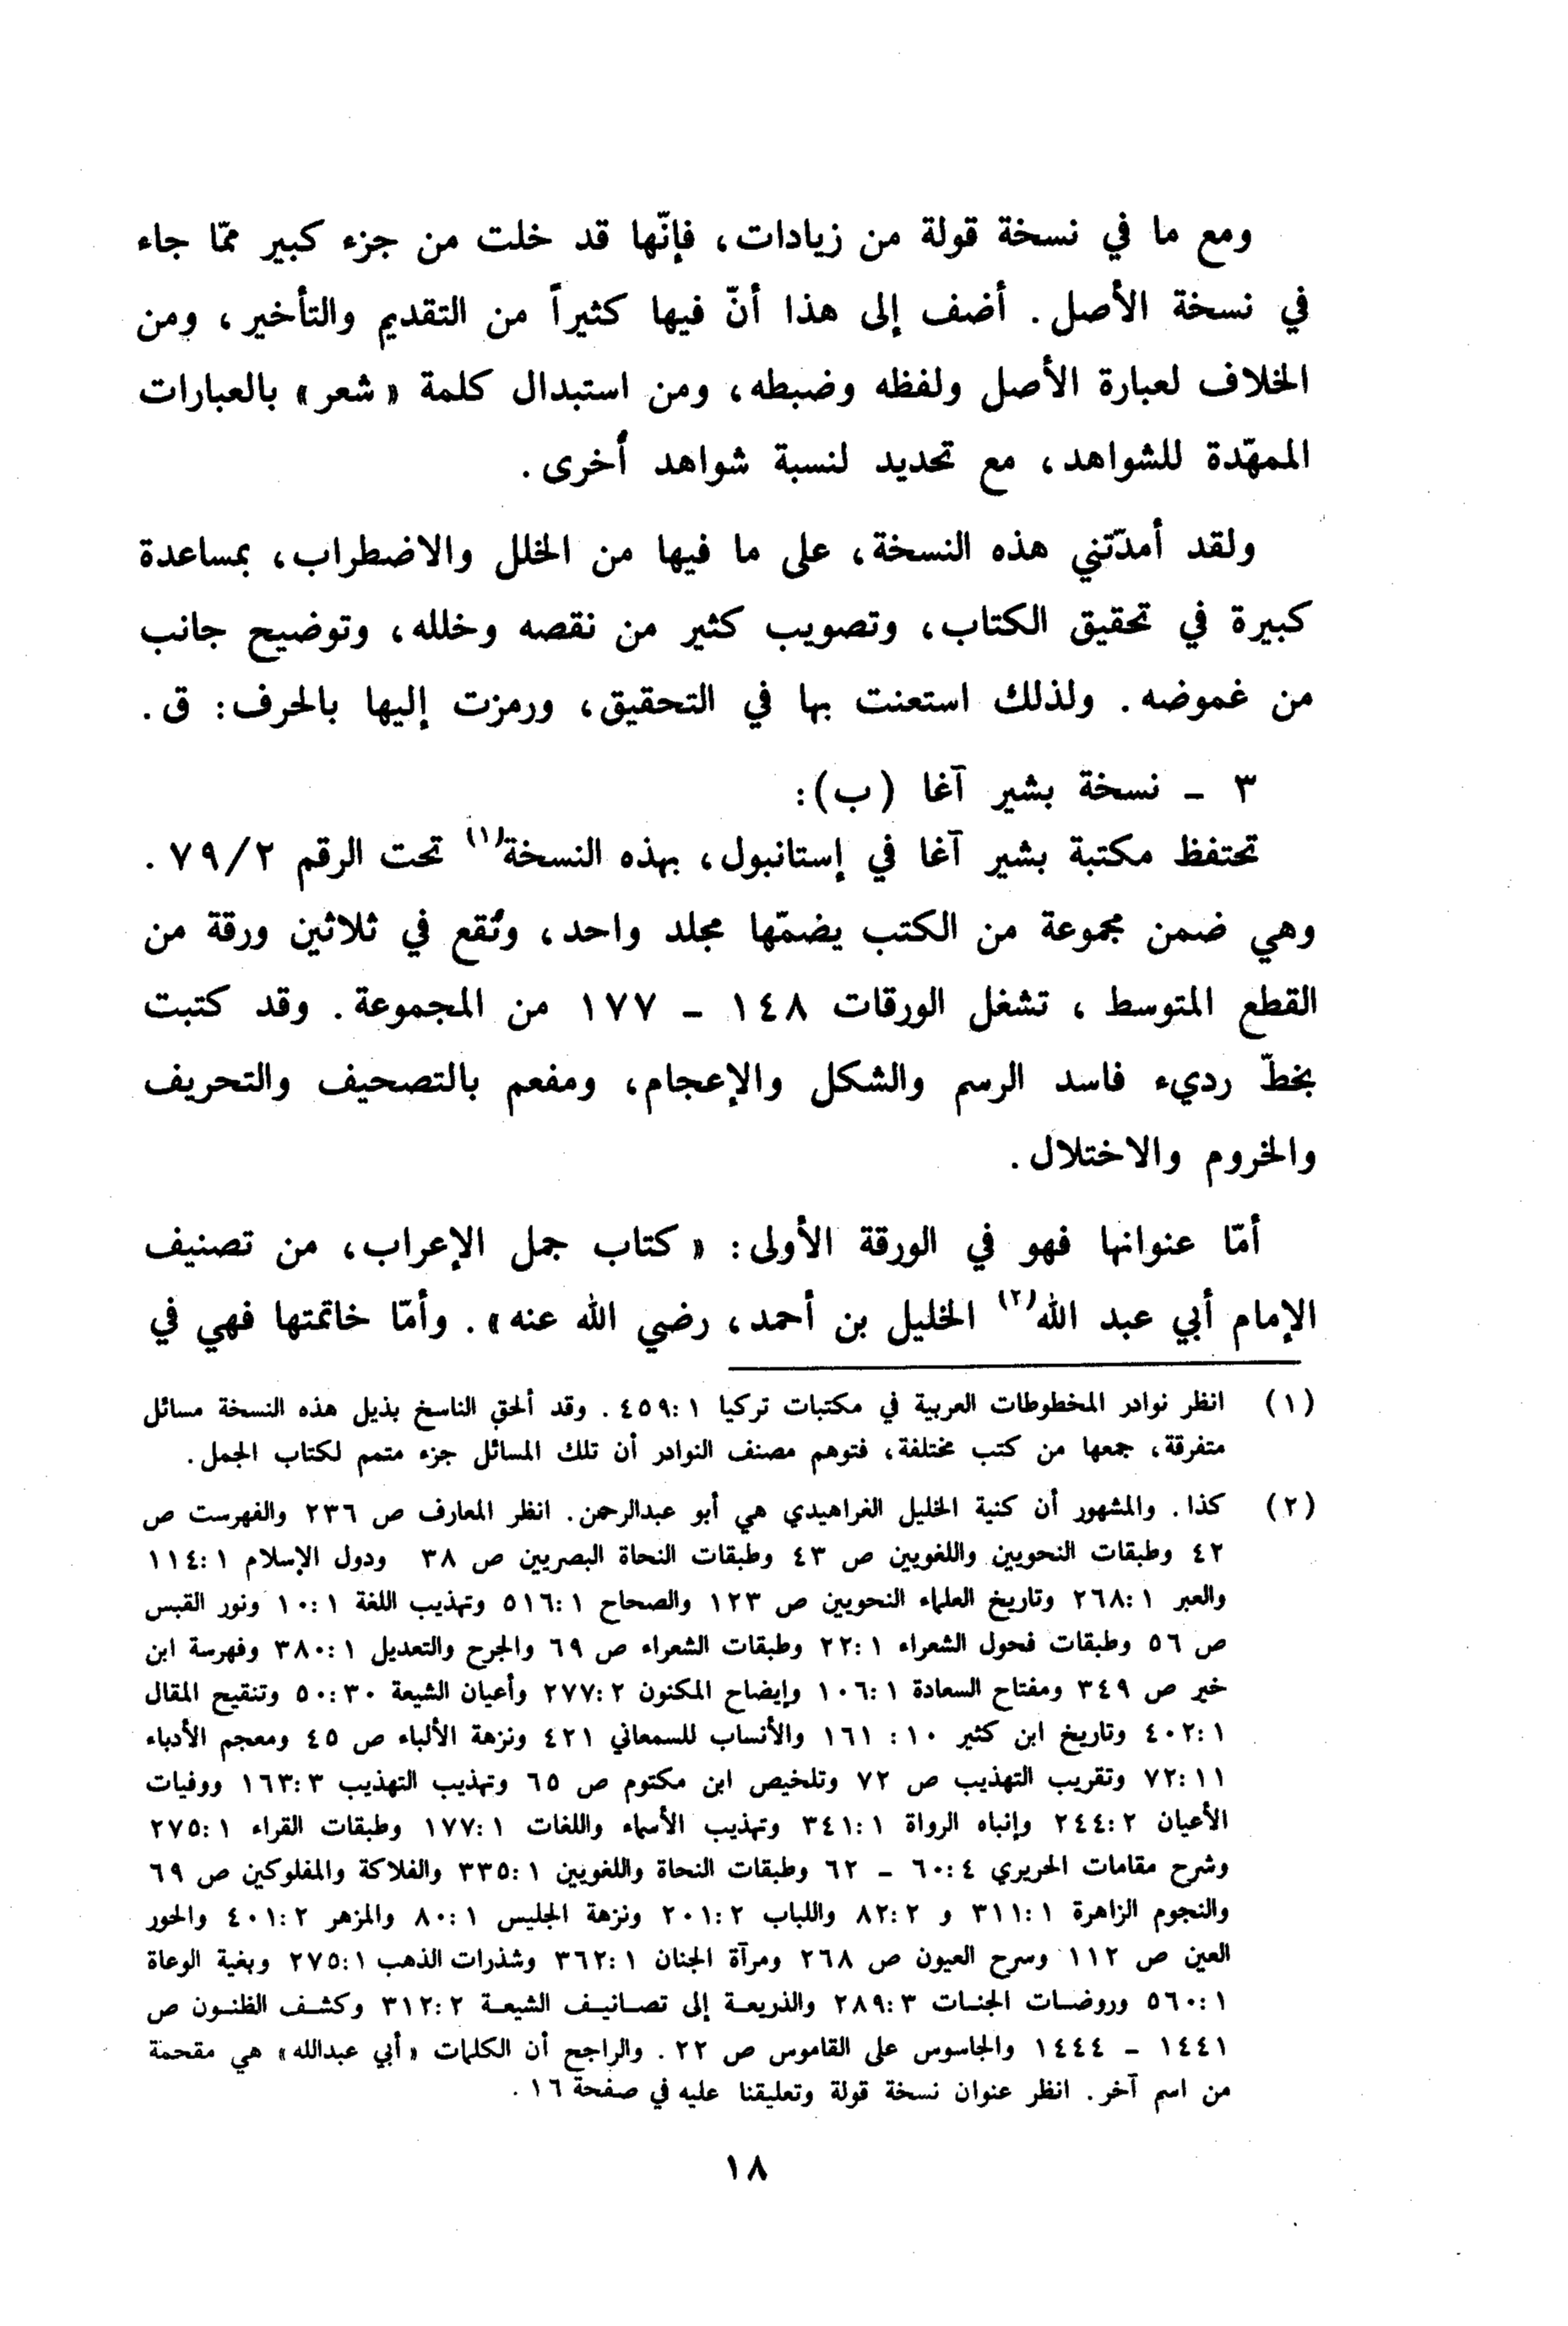 ومع ما في نسخة قولة من زيادات، فإنّها قد خلت من جزء كبير ممّا جاء
في نسخة الأصل. أضف إلى هذا أنّ فيها كثيراً من التقديم والتأخير، ومن
الخلاف لعبارة الأصل ولفظه وضبطه، ومن استبدال كلمة «شعر» بالعبارات
الممهّدة للشواهد، مع تحديد لنسبة شواهد أخرى.
ولقد أمدّتني هذه النسخة، على ما فيها من الخلل والاضطراب، بمساعدة
كبيرة في تحقيق الكتاب، وتصويب كثير من نقصه وخلله، وتوضيح جانب
من غموضه. ولذلك استعنت بها في التحقيق، ورمزت إليها بالحرف: ق.
٣ - نسخة بشير آغا (ب):
تحتفظ مكتبة بشير آغا في إستانبول، بهذه النسخة(١) تحت الرقم ٧٩/٢.
وهي ضمن مجموعة من الكتب يضمّها مجلد واحد، وتُقع في ثلاثين ورقة من
القطع المتوسط، تشغل الورقات ١٤٨ - ١٧٧ من المجموعة. وقد كتبت
بخطّ رديء فاسد الرسم والشكل والإعجام، ومفعم بالتصحيف والتحريف
والخروم والاختلال.
أمّا عنوانها فهو في الورقة الأولى: «كتاب جمل الإعراب، من تصنيف
الإمام أبي عبد الله(٢) الخليل بن أحمد، رضي الله عنه». وأمّا خاتمتها فهي في
(١) انظر نوادر المخطوطات العربية في مكتبات تركيا ١:٤٥٩. وقد ألحق الناسخ بذيل هذه النسخة مسائل
متفرقة، جمعها من كتب مختلفة، فتوهم مصنف النوادر أن تلك المسائل جزء متمم لكتاب الجمل.
(٢) كذا. والمشهور أن كنية الخليل الفراهيدي هي أبو عبدالرحمن. انظر المعارف ص ٢٣٦ والفهرست ص
٤٢ وطبقات النحويين واللغويين ص ٤٣ وطبقات النحاة البصريين ص ٣٨ ودول الإسلام ١:١١٤
والعبر ١:٢٦٨ وتاريخ العلماء النحويين ص ١٢٣ والصحاح ١:٥١٦ وتهذيب اللغة ١:١٠ ونور القبس
ص ٥٦ وطبقات فحول الشعراء ١:٢٢ وطبقات الشعراء ص ٦٩ والجرح والتعديل ١:٣٨٠ وفهرسة ابن
خير ص ٣٤٩ ومفتاح السعادة ١:١٠٦ وإيضاح المكنون ٢:٢٧٧ وأعيان الشيعة ٣٠:٥٠ وتنقيح المقال
١:٤٠٢ وتاريخ ابن كثير ١٠: ١٦١ والأنساب للسمعاني ٤٢١ ونزهة الألباء ص ٤٥ ومعجم الأدباء
١١:٧٢ وتقريب التهذيب ص ٧٢ وتلخيص ابن مكتوم ص ٦٥ وتهذيب التهذيب ٣:١٦٣ ووفيات
الأعيان ٢:٢٤٤ وإنباه الرواة ١:٣٤١ وتهذيب الأسماء واللغات ١:١٧٧ وطبقات القراء ١:٢٧٥
وشرح مقامات الحريري ٤:٦٠ - ٦٢ وطبقات النحاة واللغويين ١:٣٣٥ والفلاكة والمفلوكين ص ٦٩
والنجوم الزاهرة ١:٣١١ و ٢:٨٢ واللباب ٢:٢٠١ ونزهة الجليس ١:٨٠ والمزهر ٢:٤٠١ والحور
العين ص ١١٢ وسرح العيون ص ٢٦٨ ومرآة الجنان ١:٣٦٢ وشذرات الذهب ١:٢٧٥ وبغية الوعاة
١:٥٦٠ وروضات الجنات ٣:٢٨٩ والذريعة إلى تصانيف الشيعة ٢:٣١٢ وكشف الظنون ص
١٤٤١ - ١٤٤٤ والجاسوس على القاموس ص ٢٢. والراجح أن الكلمات «أبي عبدالله» هي مقحمة
من اسم آخر. انظر عنوان نسخة قولة وتعليقنا عليه في صفحة ١٦.
١٨